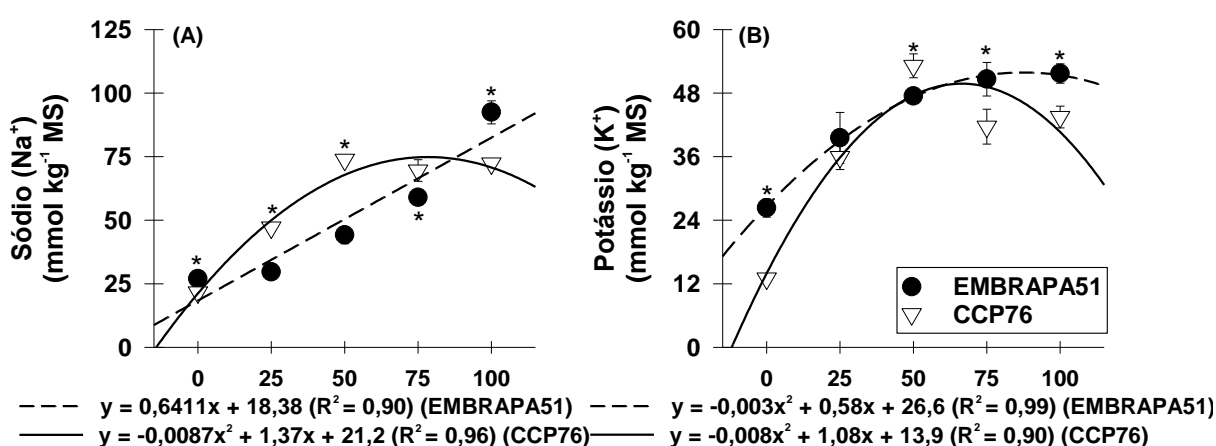 (A)
Sódio (Na+)
(mmol kg-1 MS)
125
100
75
50
25
0
* * * * * *
0 25 50 75 100
y = 0,6411x + 18,38 (R² = 0,90) (EMBRAPA51)
y = -0,0087x² + 1,37x + 21,2 (R² = 0,96) (CCP76)
(B)
Potássio (K+)
(mmol kg-1 MS)
60
48
36
24
12
0
* * * *
EMBRAPA51
CCP76
0 25 50 75 100
y = -0,003x² + 0,58x + 26,6 (R² = 0,99) (EMBRAPA51)
y = -0,008x² + 1,08x + 13,9 (R² = 0,90) (CCP76)